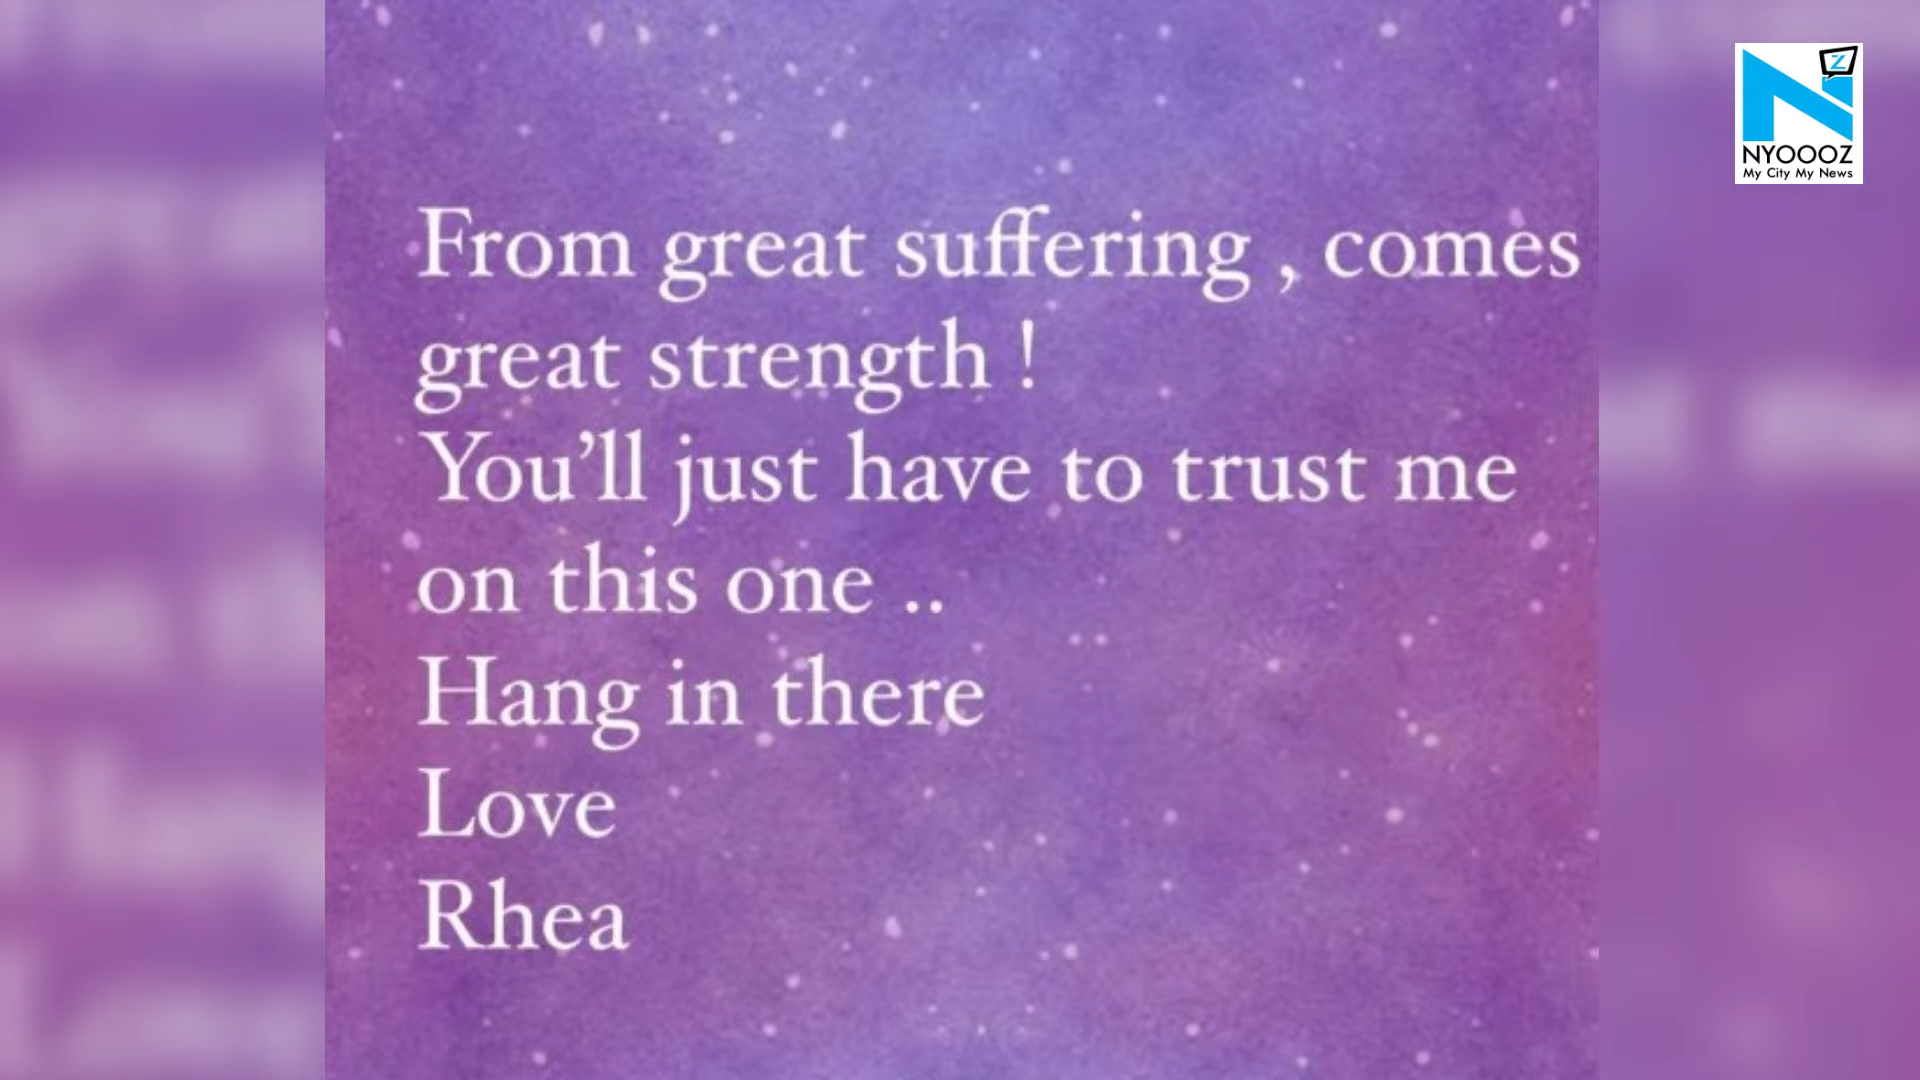 From great suffering , comes
great strength !
You'll just have to trust me
on this one ..
Hang in there
Love
Rhea
Z
NYOOOZ
My City My News